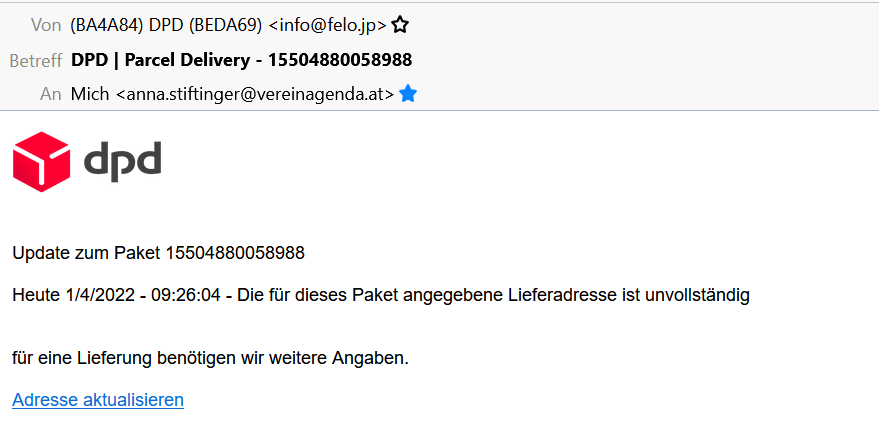 Von (BA4A84) DPD (BEDA69) <info@felo.jp>
Betreff DPD | Parcel Delivery - 15504880058988
An Mich <anna.stiftinger@vereinagenda.at>
dpd
Update zum Paket 15504880058988
Heute 1/4/2022 - 09:26:04 - Die für dieses Paket angegebene Lieferadresse ist unvollständig
für eine Lieferung benötigen wir weitere Angaben.
Adresse aktualisieren